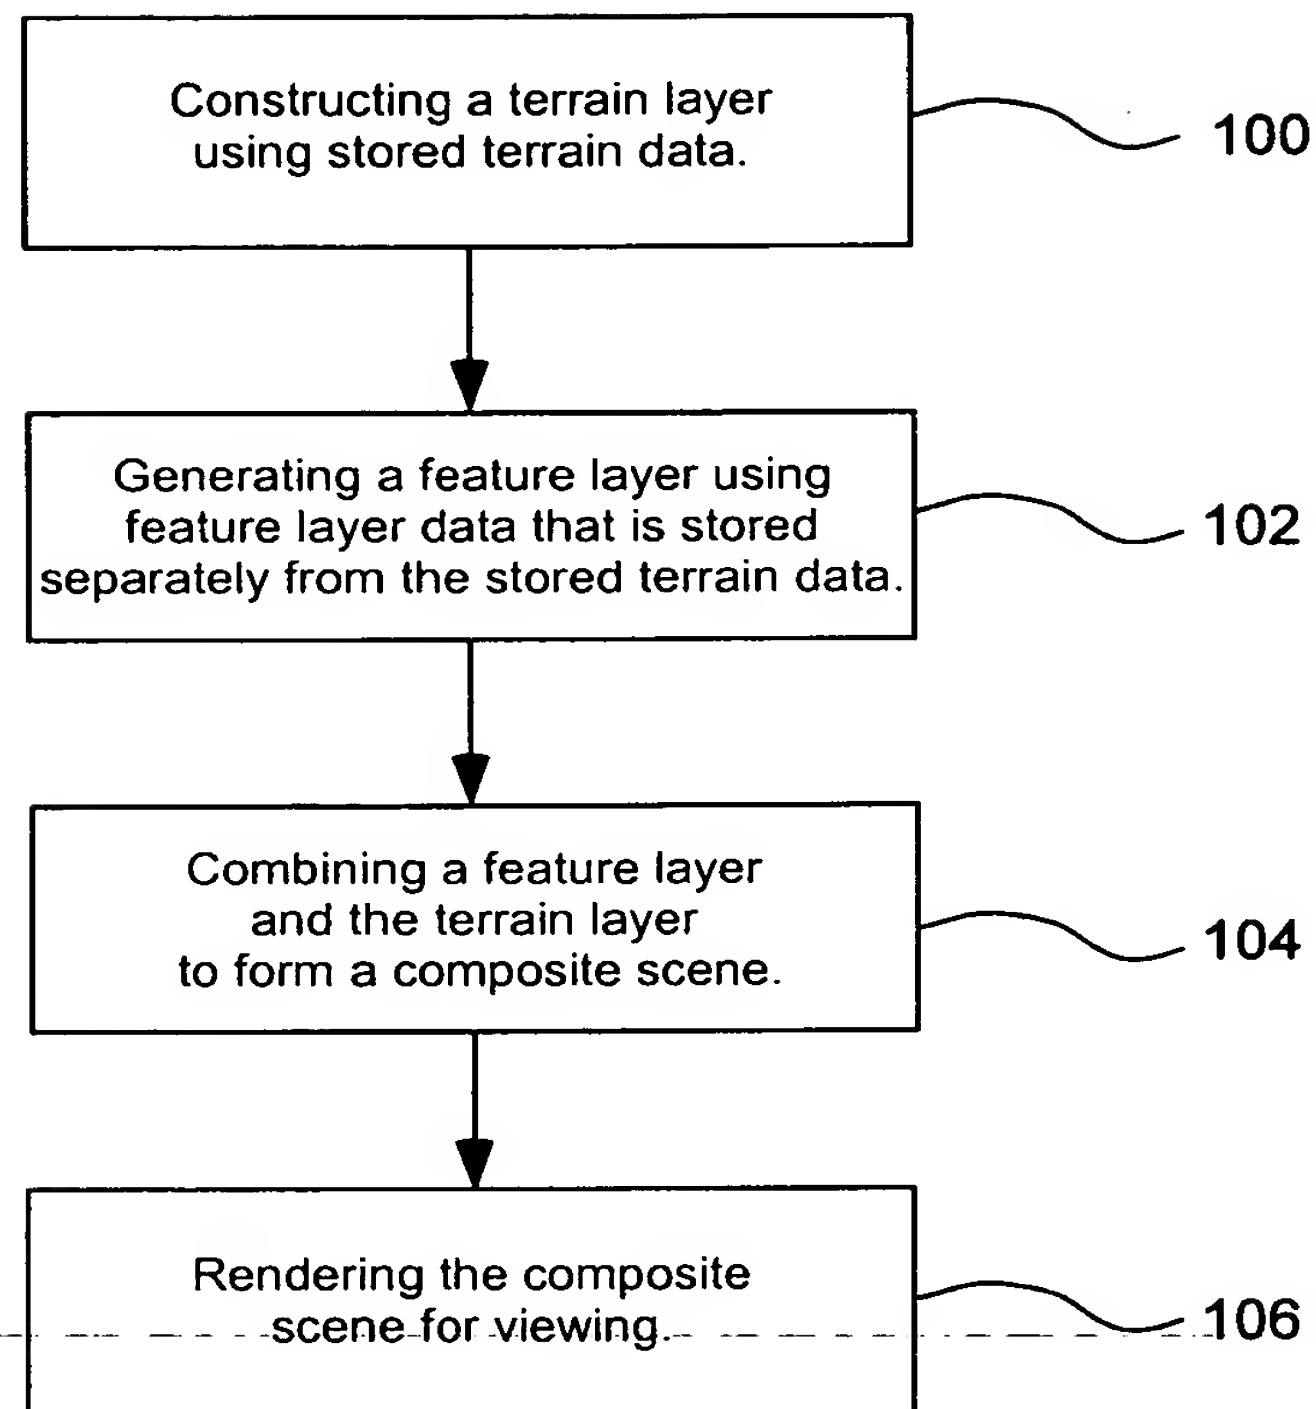 Constructing a terrain layer
using stored terrain data.
100
Generating a feature layer using
feature layer data that is stored
separately from the stored terrain data.
102
Combining a feature layer
and the terrain layer
to form a composite scene.
104
Rendering the composite
scene for viewing.
106